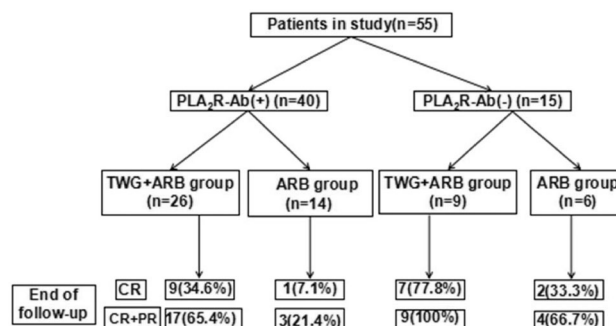 Patients in study(n=55)
PLA₂R-Ab(+) (n=40)
PLA₂R-Ab(-) (n=15)
TWG+ARB group
(n=26)
ARB group
(n=14)
TWG+ARB group
(n=9)
ARB group
(n=6)
End of
follow-up
CR
9(34.6%)
1(7.1%)
7(77.8%)
2(33.3%)
CR+PR
17(65.4%)
3(21.4%)
9(100%)
4(66.7%)